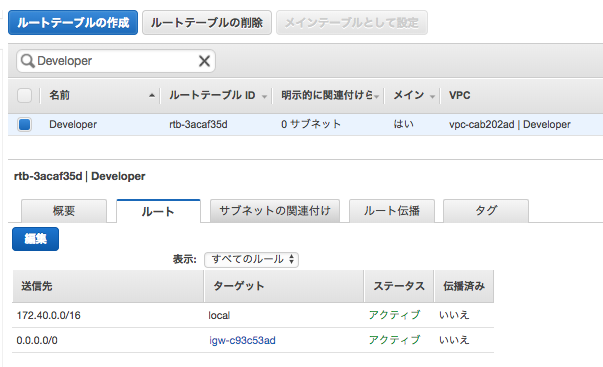 ルートテーブルの作成 ルートテーブルの削除 メインテーブルとして設定
Developer
名前 ルートテーブル ID 明示的に関連付けら メイン VPC
Developer rtb-3acaf35d 0 サブネット はい vpc-cab202ad | Developer
rtb-3acaf35d | Developer
概要 ルート サブネットの関連付け ルート伝播 タグ
編集
表示: すべてのルール
送信先 ターゲット ステータス 伝播済み
172.40.0.0/16 local アクティブ いいえ
0.0.0.0/0 igw-c93c53ad アクティブ いいえ